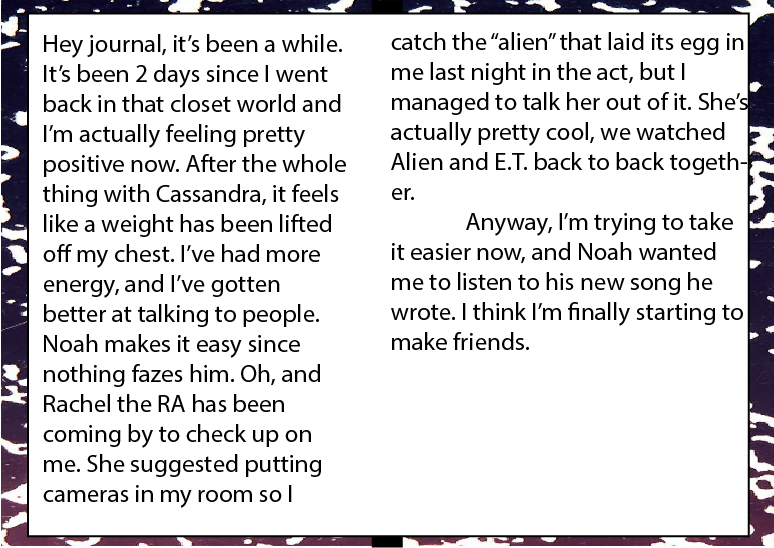 Hey journal, it’s been a while.
It’s been 2 days since I went
back in that closet world and
I’m actually feeling pretty
positive now. After the whole
thing with Cassandra, it feels
like a weight has been lifted
off my chest. I’ve had more
energy, and I’ve gotten
better at talking to people.
Noah makes it easy since
nothing fazes him. Oh, and
Rachel the RA has been
coming by to check up on
me. She suggested putting
cameras in my room so I
catch the “alien” that laid its egg in
me last night in the act, but I
managed to talk her out of it. She’s
actually pretty cool, we watched
Alien and E.T. back to back togeth-
er.
Anyway, I’m trying to take
it easier now, and Noah wanted
me to listen to his new song he
wrote. I think I’m finally starting to
make friends.